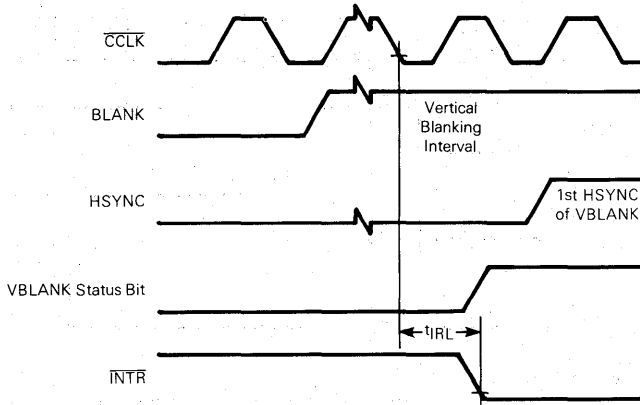 CCLK
BLANK
Vertical
Blanking
Interval
HSYNC
1st HSYNC
of VBLANK
VBLANK Status Bit
tIRL
INTR